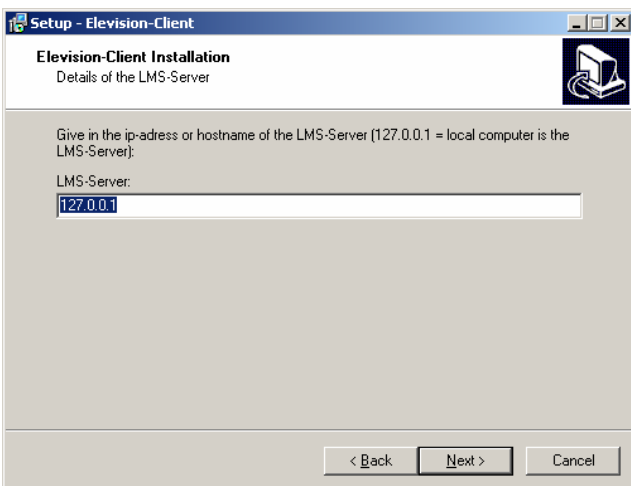 Setup - Elevision-Client
Elevision-Client Installation
Details of the LMS-Server
Give in the ip-adress or hostname of the LMS-Server (127.0.0.1 = local computer is the
LMS-Server):
LMS-Server:
127.0.0.1
< Back Next > Cancel